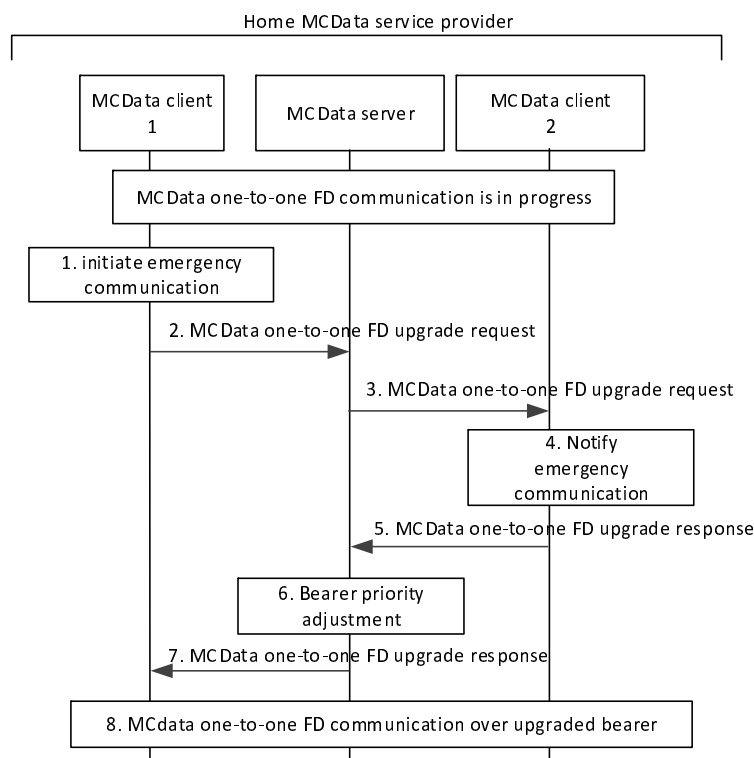 Home MCData service provider
MCData client
1
MCData server
MCData client
2
MCData one-to-one FD communication is in progress
1. initiate emergency
communication
2. MCData one-to-one FD upgrade request
3. MCData one-to-one FD upgrade request
4. Notify
emergency
communication
5. MCData one-to-one FD upgrade response
6. Bearer priority
adjustment
7. MCData one-to-one FD upgrade response
8. MCdata one-to-one FD communication over upgraded bearer